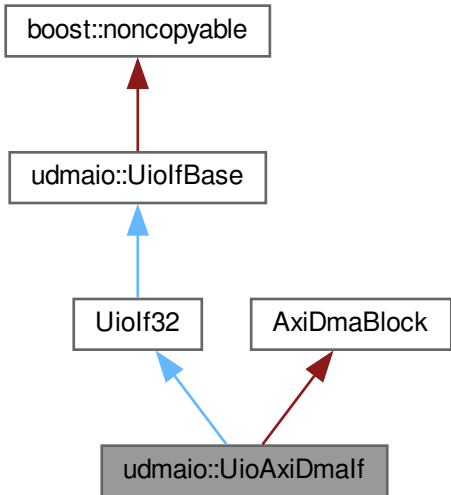 boost::noncopyable
udmaio::UioIfBase
UioIf32
AxiDmaBlock
udmaio::UioAxiDmaIf